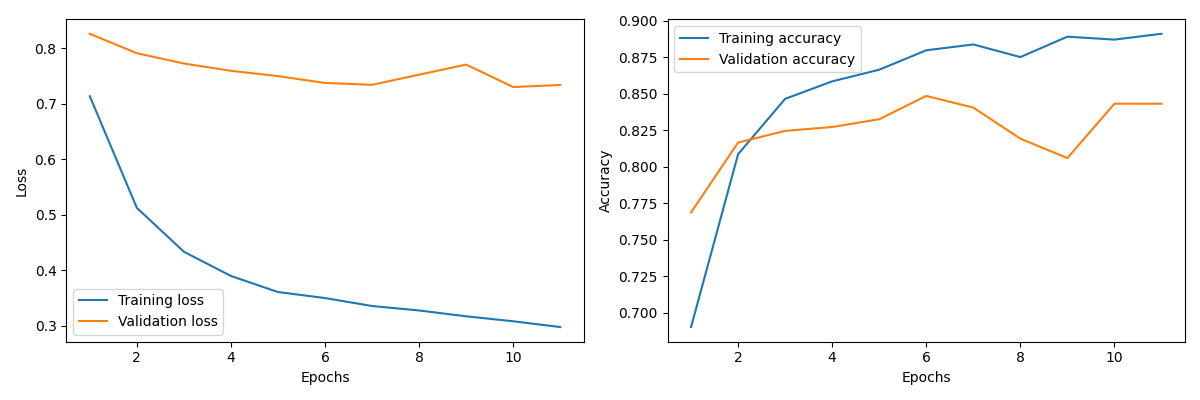 0.8
0.7
0.6
0.5
0.4
0.3
Loss
Training loss
Validation loss
2 4 6 8 10
Epochs
0.900
0.875
0.850
0.825
0.800
0.775
0.750
0.725
0.700
Accuracy
Training accuracy
Validation accuracy
2 4 6 8 10
Epochs